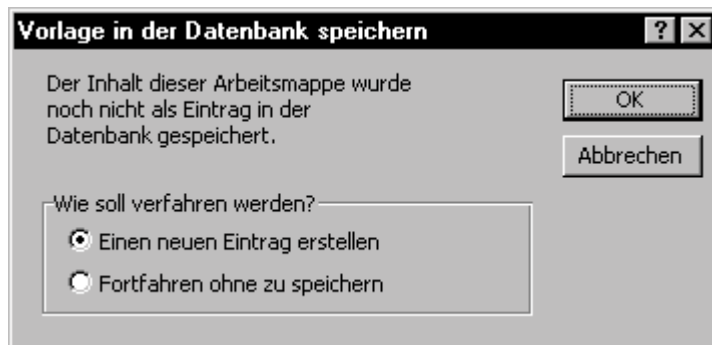 Vorlage in der Datenbank speichern
Der Inhalt dieser Arbeitsmappe wurde
noch nicht als Eintrag in der
Datenbank gespeichert.
OK
Abbrechen
Wie soll verfahren werden?
Einen neuen Eintrag erstellen
Fortfahren ohne zu speichern